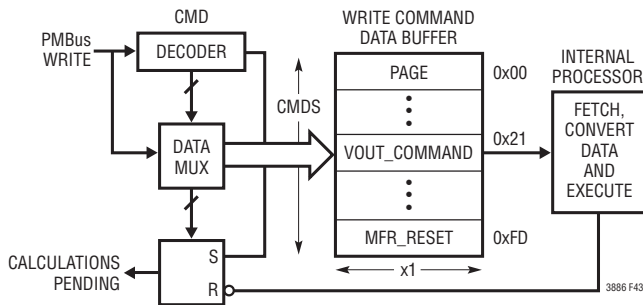 CMD
WRITE COMMAND
DATA BUFFER
PMBus
WRITE
DECODER
PAGE
0x00
INTERNAL
PROCESSOR
CMDS
DATA
MUX
VOUT_COMMAND
0x21
FETCH,
CONVERT
DATA
AND
EXECUTE
S
R
MFR_RESET
0xFD
CALCULATIONS
PENDING
x1
3886 F43